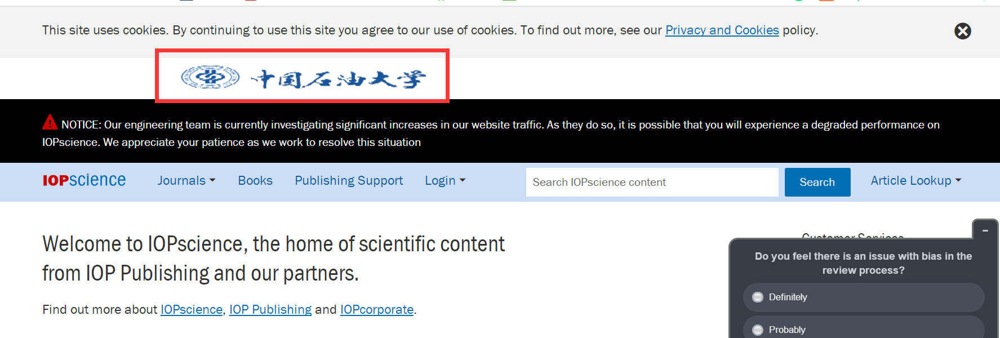 This site uses cookies. By continuing to use this site you agree to our use of cookies. To find out more, see our Privacy and Cookies policy.
中国石油大学
NOTICE: Our engineering team is currently investigating significant increases in our website traffic. As they do so, it is possible that you will experience a degraded performance on
IOPscience. We appreciate your patience as we work to resolve this situation
IOPscience Journals Books Publishing Support Login Search IOPscience content Search Article Lookup
Welcome to IOPscience, the home of scientific content
from IOP Publishing and our partners.
Find out more about IOPscience, IOP Publishing and IOPcorporate.
Customer Services
Do you feel there is an issue with bias in the
review process?
Definitely
Probably